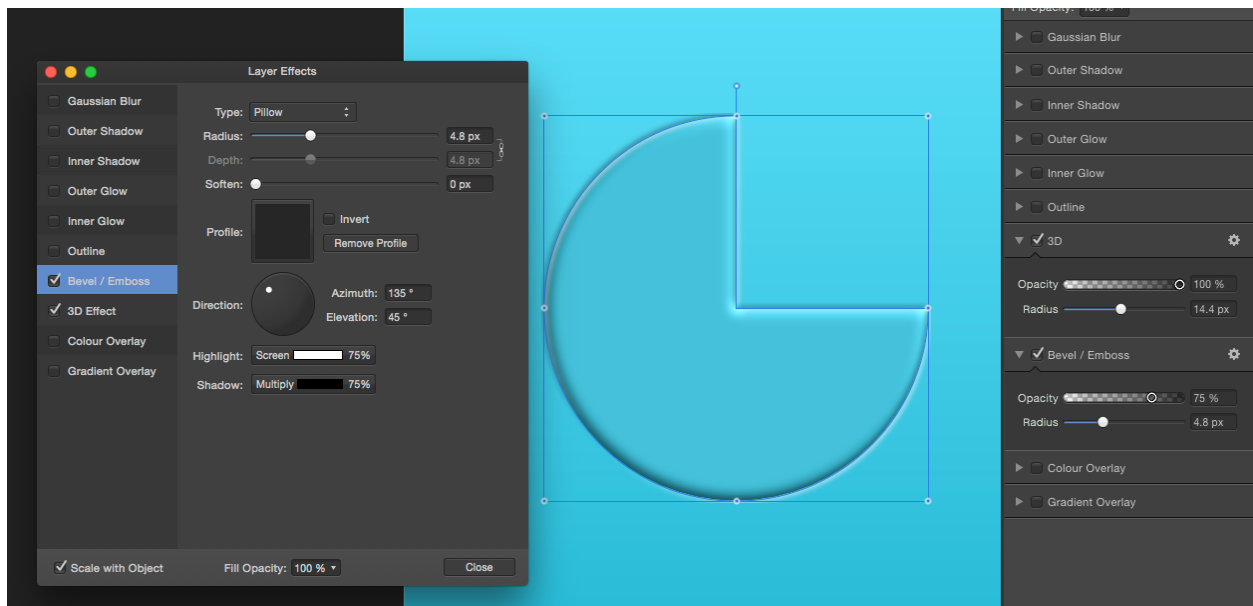 Fill Opacity: 100 %
Layer Effects
Gaussian Blur
Outer Shadow
Inner Shadow
Outer Glow
Inner Glow
Outline
Bevel / Emboss
3D Effect
Colour Overlay
Gradient Overlay
Type: Pillow
Radius: 4.8 px
Depth: 4.8 px
Soften: 0 px
Profile: Invert
Remove Profile
Direction: Azimuth: 135 °
Elevation: 45 °
Highlight: Screen 75%
Shadow: Multiply 75%
Scale with Object
Fill Opacity: 100 %
Close
Gaussian Blur
Outer Shadow
Inner Shadow
Outer Glow
Inner Glow
Outline
3D
Opacity 100 %
Radius 14.4 px
Bevel / Emboss
Opacity 75 %
Radius 4.8 px
Colour Overlay
Gradient Overlay